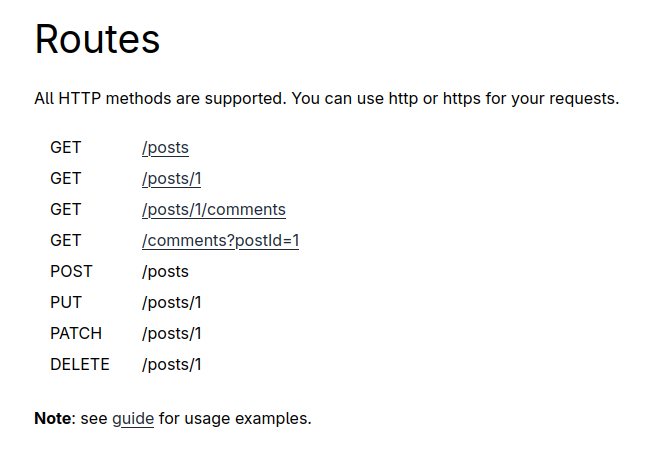 Routes
All HTTP methods are supported. You can use http or https for your requests.
GET /posts
GET /posts/1
GET /posts/1/comments
GET /comments?postId=1
POST /posts
PUT /posts/1
PATCH /posts/1
DELETE /posts/1
Note: see guide for usage examples.